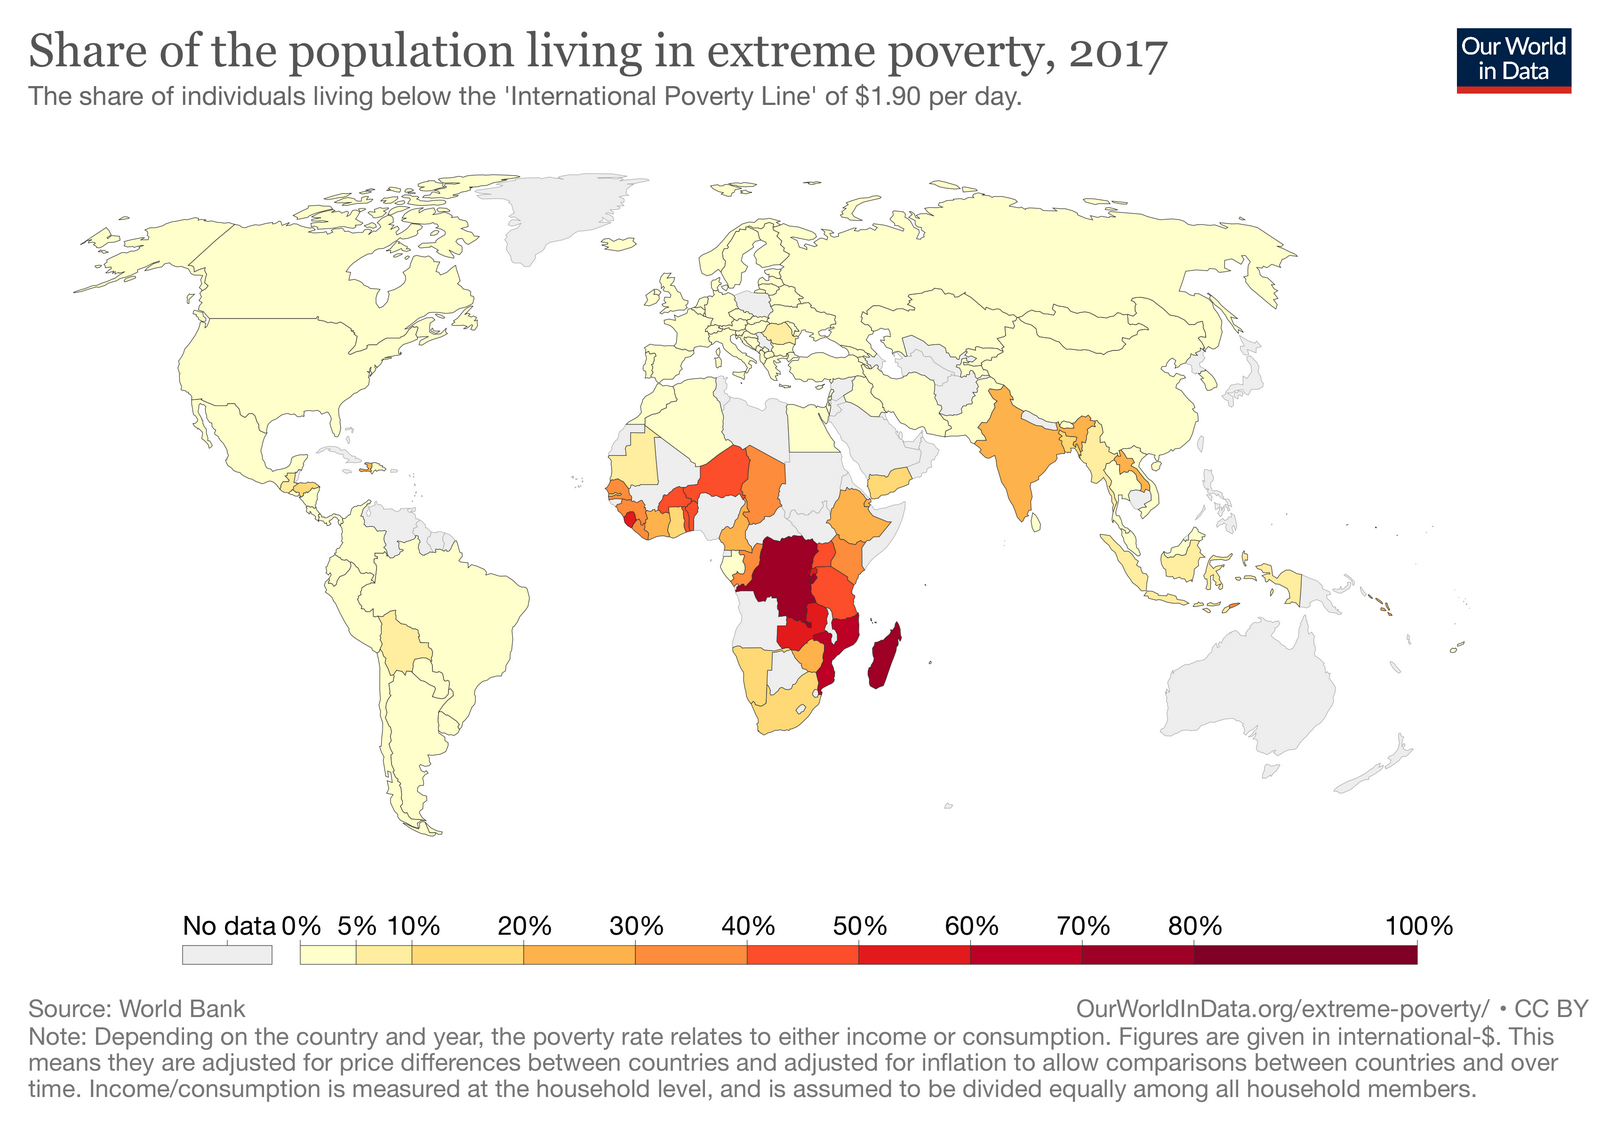 Share of the population living in extreme poverty, 2017
The share of individuals living below the 'International Poverty Line' of $1.90 per day.
Our World
in Data
No data 0% 5% 10% 20% 30% 40% 50% 60% 70% 80% 100%
Source: World Bank
OurWorldInData.org/extreme-poverty/ • CC BY
Note: Depending on the country and year, the poverty rate relates to either income or consumption. Figures are given in international-$. This
means they are adjusted for price differences between countries and adjusted for inflation to allow comparisons between countries and over
time. Income/consumption is measured at the household level, and is assumed to be divided equally among all household members.